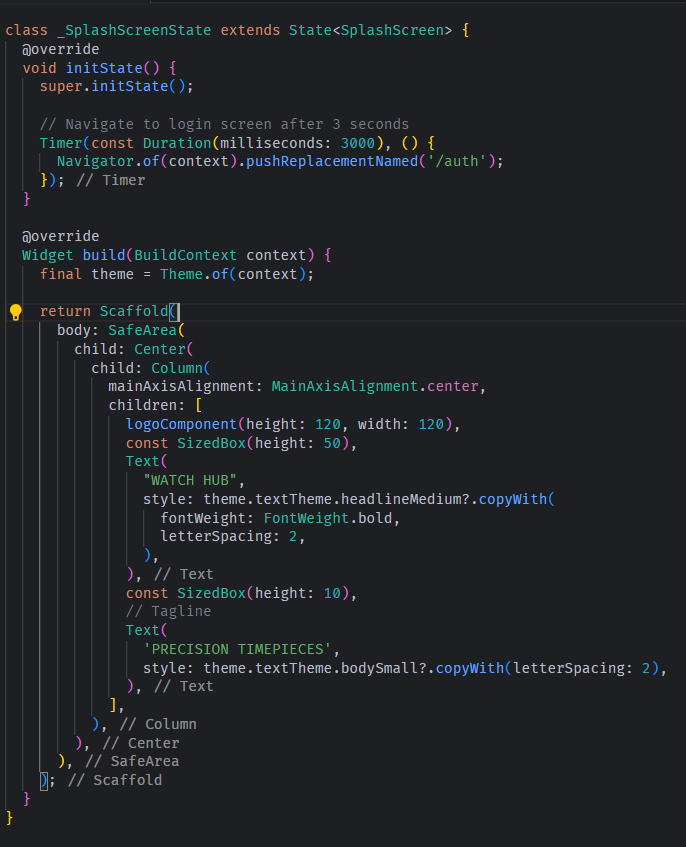 class _SplashScreenState extends State<SplashScreen> {
  @override
  void initState() {
    super.initState();

    // Navigate to login screen after 3 seconds
    Timer(const Duration(milliseconds: 3000), () {
      Navigator.of(context).pushReplacementNamed('/auth');
    }); // Timer
  }

  @override
  Widget build(BuildContext context) {
    final theme = Theme.of(context);

    return Scaffold(
      body: SafeArea(
        child: Center(
          child: Column(
            mainAxisAlignment: MainAxisAlignment.center,
            children: [
              logoComponent(height: 120, width: 120),
              const SizedBox(height: 50),
              Text(
                "WATCH HUB",
                style: theme.textTheme.headlineMedium?.copyWith(
                  fontWeight: FontWeight.bold,
                  letterSpacing: 2,
                ),
              ), // Text
              const SizedBox(height: 10),
              // Tagline
              Text(
                'PRECISION TIMEPIECES',
                style: theme.textTheme.bodySmall?.copyWith(letterSpacing: 2),
              ), // Text
            ],
          ), // Column
        ), // Center
      ), // SafeArea
    ); // Scaffold
  }
}